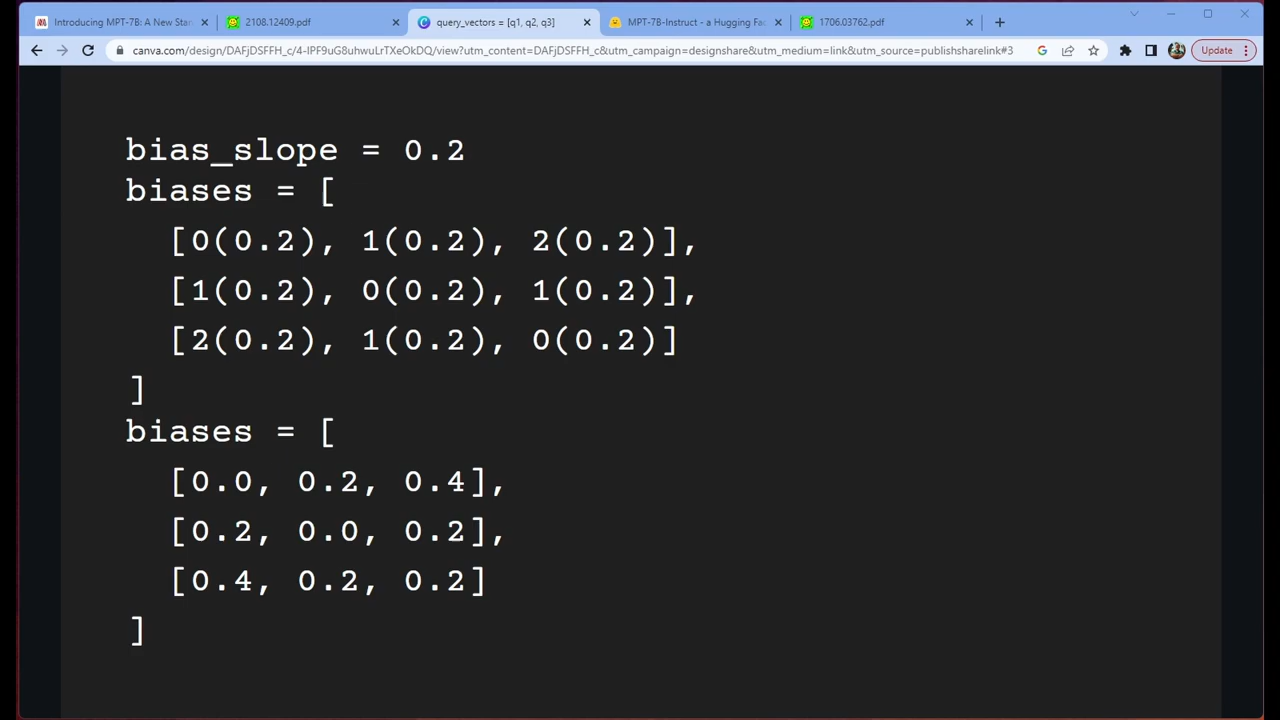 Introducing MPT-7B: A New Stan
2108.12409.pdf
query_vectors = [q1, q2, q3]
MPT-7B-Instruct - a Hugging Fac
1706.03762.pdf
canva.com/design/DAFjDSFFH_c/4-lPF9uG8uhwuLrTXeOkDQ/view?utm_content=DAFjDSFFH_c&utm_campaign=designshare&utm_medium=link&utm_source=publishsharelink#3
Update
bias_slope = 0.2
biases = [
[0(0.2), 1(0.2), 2(0.2)],
[1(0.2), 0(0.2), 1(0.2)],
[2(0.2), 1(0.2), 0(0.2)]
]
biases = [
[0.0, 0.2, 0.4],
[0.2, 0.0, 0.2],
[0.4, 0.2, 0.2]
]